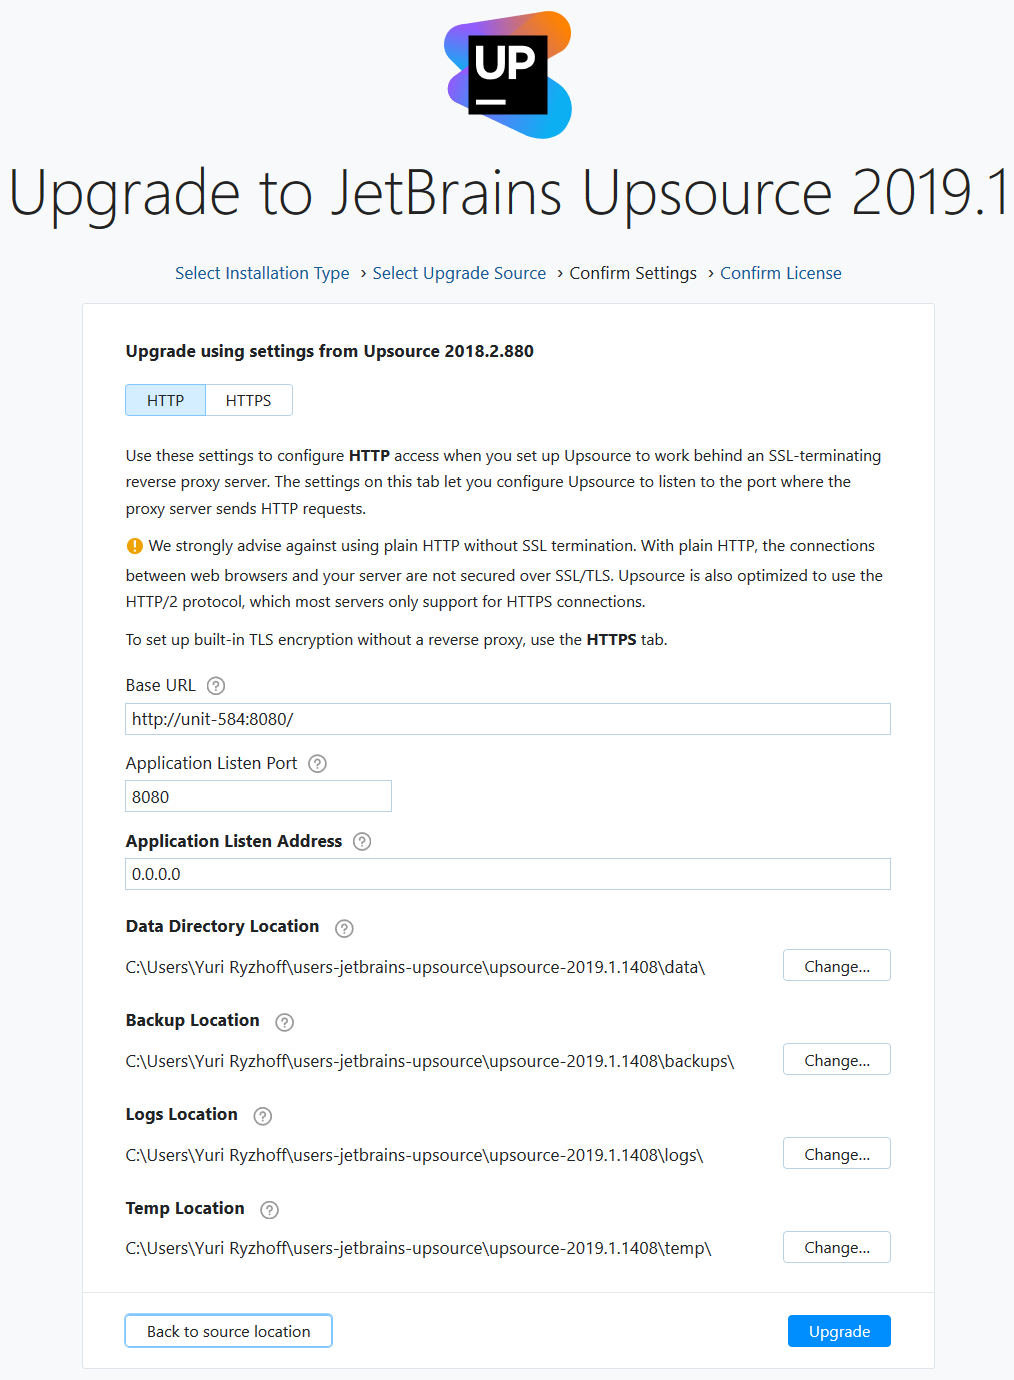 UP
Upgrade to JetBrains Upsource 2019.1
Select Installation Type › Select Upgrade Source › Confirm Settings › Confirm License
Upgrade using settings from Upsource 2018.2.880
HTTP HTTPS
Use these settings to configure HTTP access when you set up Upsource to work behind an SSL-terminating
reverse proxy server. The settings on this tab let you configure Upsource to listen to the port where the
proxy server sends HTTP requests.
We strongly advise against using plain HTTP without SSL termination. With plain HTTP, the connections
between web browsers and your server are not secured over SSL/TLS. Upsource is also optimized to use the
HTTP/2 protocol, which most servers only support for HTTPS connections.
To set up built-in TLS encryption without a reverse proxy, use the HTTPS tab.
Base URL ?
http://unit-584:8080/
Application Listen Port ?
8080
Application Listen Address ?
0.0.0.0
Data Directory Location ?
C:\Users\Yuri Ryzhoff\users-jetbrains-upsource\upsource-2019.1.1408\data\ Change...
Backup Location ?
C:\Users\Yuri Ryzhoff\users-jetbrains-upsource\upsource-2019.1.1408\backups\ Change...
Logs Location ?
C:\Users\Yuri Ryzhoff\users-jetbrains-upsource\upsource-2019.1.1408\logs\ Change...
Temp Location ?
C:\Users\Yuri Ryzhoff\users-jetbrains-upsource\upsource-2019.1.1408\temp\ Change...
Back to source location Upgrade